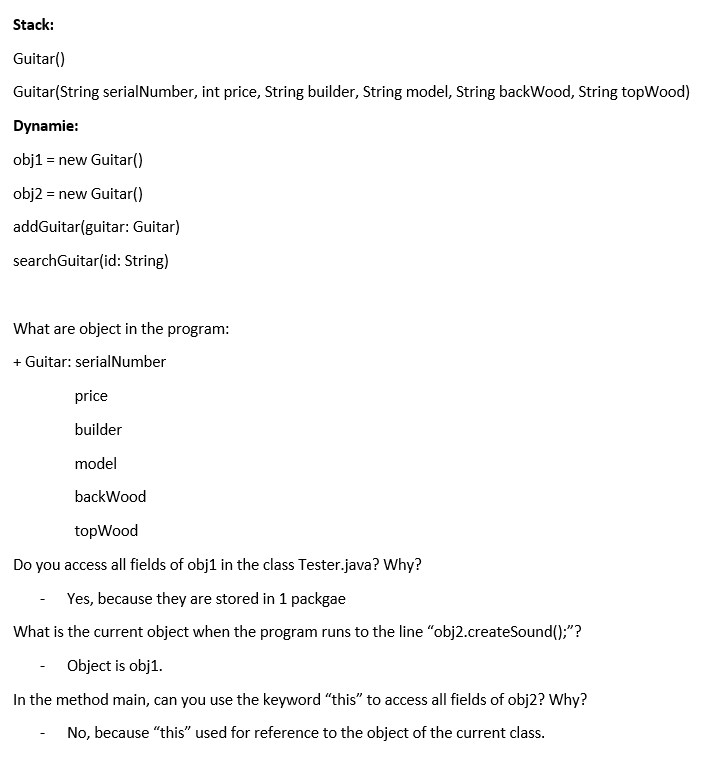 Stack:
Guitar()
Guitar(String serialNumber, int price, String builder, String model, String backWood, String topWood)
Dynamie:
obj1 = new Guitar()
obj2 = new Guitar()
addGuitar(guitar: Guitar)
searchGuitar(id: String)
What are object in the program:
+ Guitar: serialNumber
price
builder
model
backWood
topWood
Do you access all fields of obj1 in the class Tester.java? Why?
- Yes, because they are stored in 1 packgae
What is the current object when the program runs to the line “obj2.createSound();”?
- Object is obj1.
In the method main, can you use the keyword “this” to access all fields of obj2? Why?
- No, because “this” used for reference to the object of the current class.